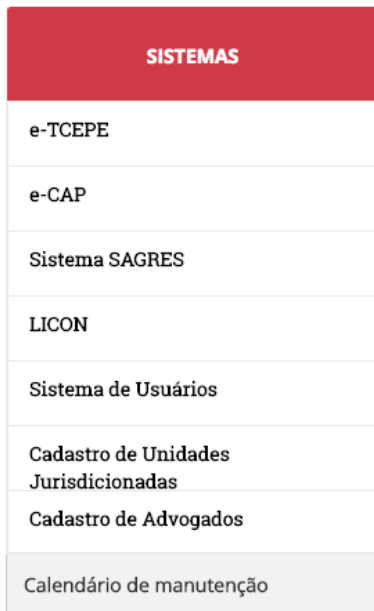 SISTEMAS
e-TCEPE
e-CAP
Sistema SAGRES
LICON
Sistema de Usuários
Cadastro de Unidades
Jurisdicionadas
Cadastro de Advogados
Calendário de manutenção